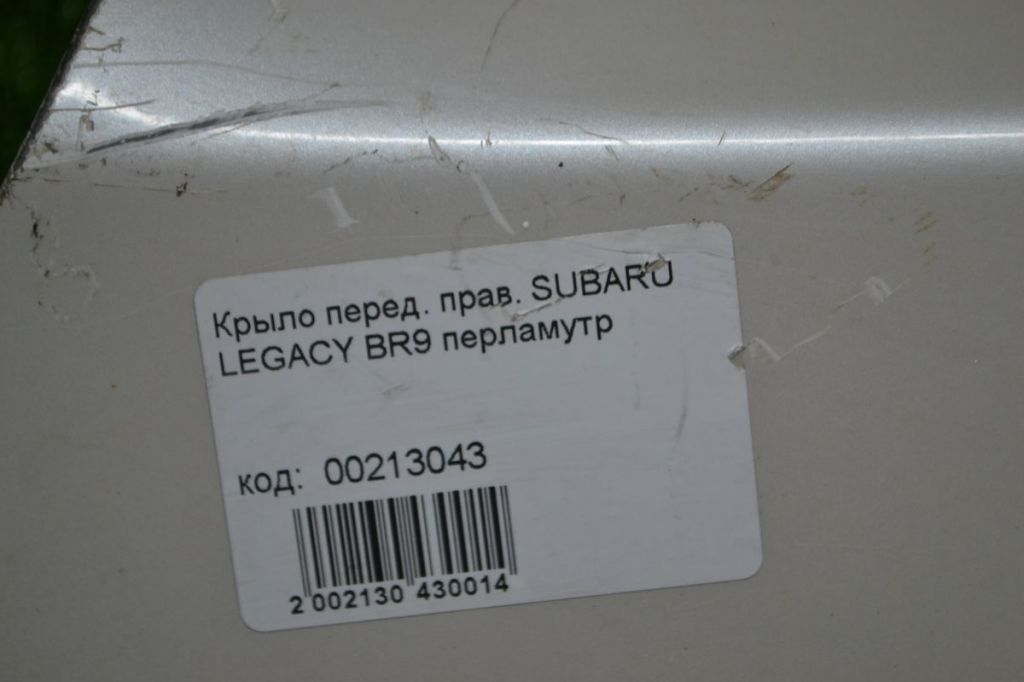 Крыло перед. прав. SUBARU
LEGACY BR9 перламутр
код: 00213043
2 002130 430014